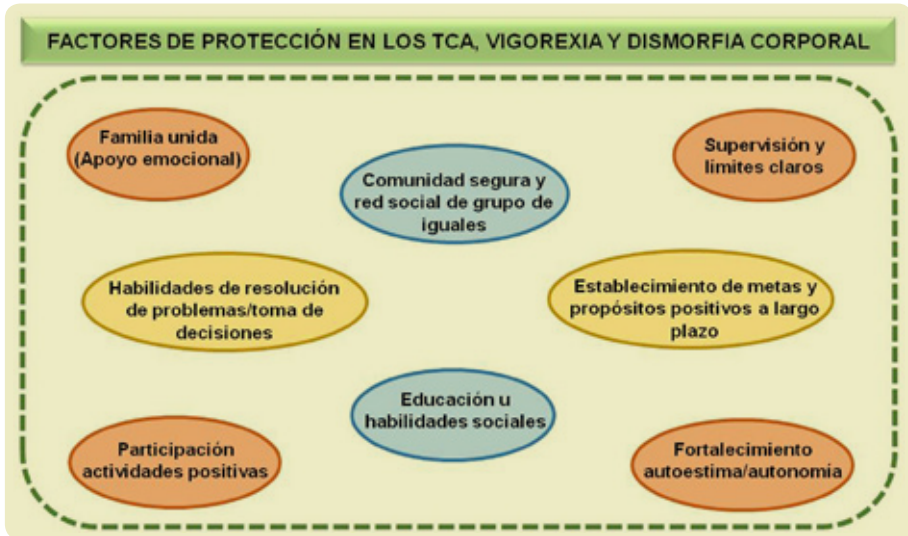 FACTORES DE PROTECCIÓN EN LOS TCA, VIGOREXIA Y DISMORFIA CORPORAL
Familia unida
(Apoyo emocional)
Supervisión y
límites claros
Comunidad segura y
red social de grupo de
iguales
Habilidades de resolución
de problemas/toma de
decisiones
Establecimiento de metas y
propósitos positivos a largo
plazo
Educación u
habilidades sociales
Participación
actividades positivas
Fortalecimiento
autoestima/autonomía